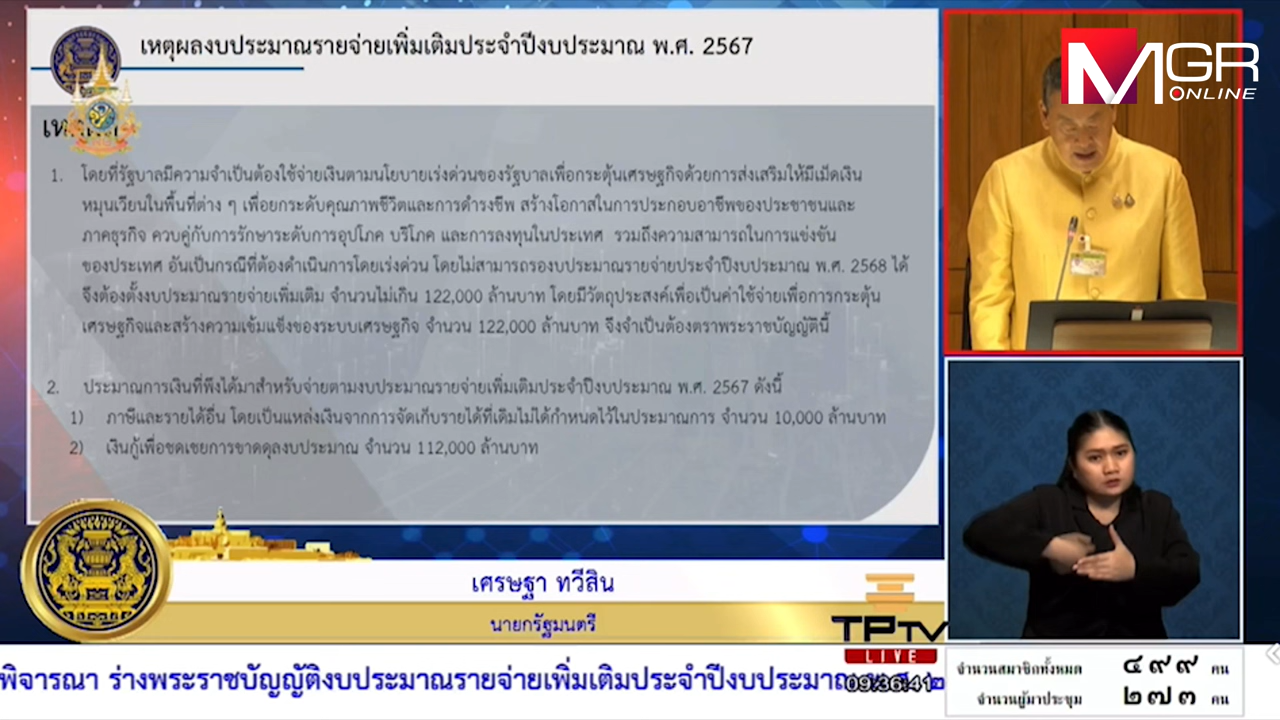 เหตุผลงบประมาณรายจ่ายเพิ่มเติมประจำปีงบประมาณ พ.ศ. 2567
MGR
ONLINE
1. โดยที่รัฐบาลมีความจำเป็นต้องใช้จ่ายเงินตามนโยบายเร่งด่วนของรัฐบาลเพื่อกระตุ้นเศรษฐกิจด้วยการส่งเสริมให้มีเม็ดเงิน
หมุนเวียนในพื้นที่ต่าง ๆ เพื่อยกระดับคุณภาพชีวิตและการดำรงชีพ สร้างโอกาสในการประกอบอาชีพของประชาชนและ
ภาคธุรกิจ ควบคู่กับการรักษาระดับการอุปโภค บริโภค และการลงทุนในประเทศ รวมถึงความสามารถในการแข่งขัน
ของประเทศ อันเป็นกรณีที่ต้องดำเนินการโดยเร่งด่วน โดยไม่สามารถรองบประมาณรายจ่ายประจำปีงบประมาณ พ.ศ. 2568 ได้
จึงต้องตั้งงบประมาณรายจ่ายเพิ่มเติม จำนวนไม่เกิน 122,000 ล้านบาท โดยมีวัตถุประสงค์เพื่อเป็นค่าใช้จ่ายเพื่อการกระตุ้น
เศรษฐกิจและสร้างความเข้มแข็งของระบบเศรษฐกิจ จำนวน 122,000 ล้านบาท จึงจำเป็นต้องตราพระราชบัญญัตินี้
2. ประมาณการเงินที่พึงได้มาสำหรับจ่ายตามงบประมาณรายจ่ายเพิ่มเติมประจำปีงบประมาณ พ.ศ. 2567 ดังนี้
1) ภาษีและรายได้อื่น โดยเป็นแหล่งเงินจากการจัดเก็บรายได้ที่เดิมไม่ได้กำหนดไว้ในประมาณการ จำนวน 10,000 ล้านบาท
2) เงินกู้เพื่อชดเชยการขาดดุลงบประมาณ จำนวน 112,000 ล้านบาท
เศรษฐา ทวีสิน
นายกรัฐมนตรี
TPTV
LIVE
09:36:41
พิจารณา ร่างพระราชบัญญัติงบประมาณรายจ่ายเพิ่มเติมประจำปีงบประมาณ
จำนวนสมาชิกทั้งหมด ๔๙๙ คน
จำนวนผู้มาประชุม ๒๗๓ คน